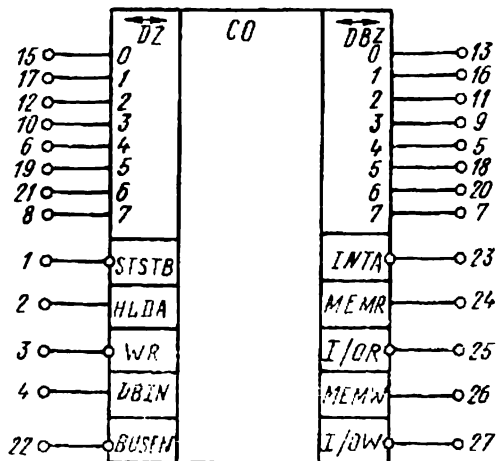 DZ CO DBZ
15 0 0 13
17 1 1 16
12 2 2 11
10 3 3 9
6 4 4 5
19 5 5 18
21 6 6 20
8 7 7 7
1 STSTB INTA 23
2 HLDA MEMR 24
3 WR I/OR 25
4 DBIN MEMW 26
22 BUSEN I/OW 27